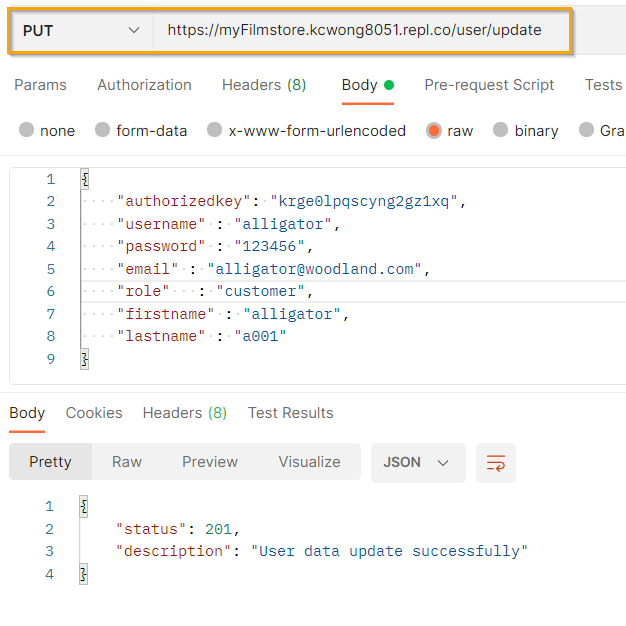 PUT https://myFilmstore.kcwong8051.repl.co/user/update
Params Authorization Headers (8) Body Pre-request Script Tests
none form-data x-www-form-urlencoded raw binary Gra
1 {
2 "authorizedkey": "krge0lpqscyng2gz1xq",
3 "username" : "alligator",
4 "password" : "123456",
5 "email" : "alligator@woodland.com",
6 "role" : "customer",
7 "firstname" : "alligator",
8 "lastname" : "a001"
9 }
Body Cookies Headers (8) Test Results
Pretty Raw Preview Visualize JSON
1 {
2 "status": 201,
3 "description": "User data update successfully"
4 }